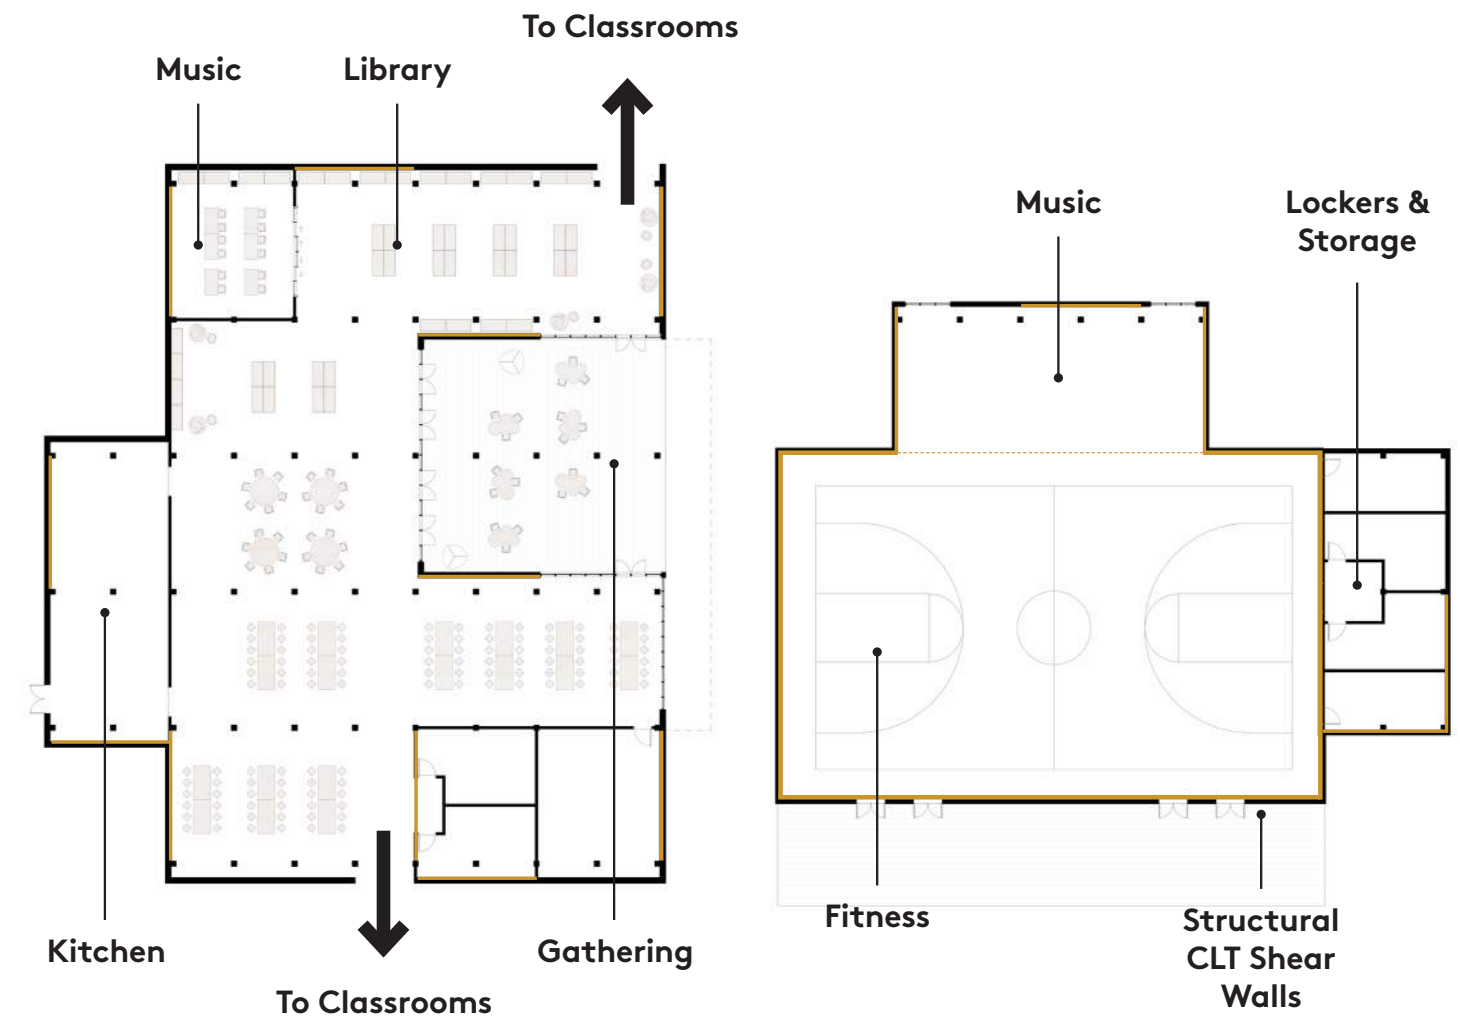 To Classrooms
Music
Library
Music
Lockers &
Storage
Kitchen
Gathering
To Classrooms
Fitness
Structural
CLT Shear
Walls